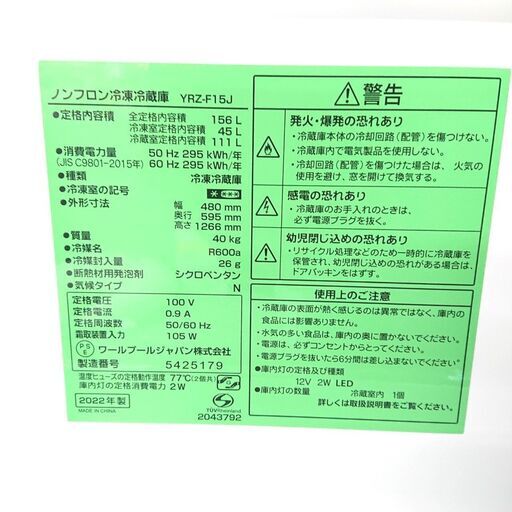 ノンフロン冷凍冷蔵庫 YRZ-F15J
●定格内容積 全定格内容積 156 L
冷凍室定格内容積 45 L
冷蔵室定格内容積 111 L
●消費電力量 50 Hz 295 kWh/年
(JIS C9801-2015年) 60 Hz 295 kWh/年
●種類 冷凍冷蔵庫
●冷凍室の記号
●外形寸法 幅 480 mm
奥行 595 mm
高さ 1266 mm
●質量 40 kg
●冷媒名 R600a
●冷媒封入量 26 g
●断熱材用発泡剤 シクロペンタン
●気候タイプ N
定格電圧 100 V
定格電流 0.9 A
定格周波数 50/60 Hz
霜取装置入力 105 W
PSE ワールプールジャパン株式会社
製造番号 5425179
温度ヒューズの定格動作温度 77℃(2個共)
庫内灯の定格消費電力 2W
2022年製
MADE IN CHINA
TÜVRheinland
2043792
警告
発火・爆発の恐れあり
・冷蔵庫本体の冷却回路(配管)を傷つけない。
・冷蔵庫内で電気製品を使用しない。
・冷却回路(配管)を傷つけた場合は、火気の
使用を避け、窓を開けて換気する。
感電の恐れあり
・冷蔵庫のお手入れのときは、
必ず電源プラグを抜く。
幼児閉じ込めの恐れあり
・リサイクル処理などのため一時的に冷蔵庫を
保管され、幼児閉じ込めが懸念される場合は、
ドアパッキンをはずす。
使用上のご注意
・冷蔵庫の表面が熱く感じるのは異常ではなく、庫内の
食品には影響ありません。
・水気の多い食品は、庫内の奥に置かないでください。
・電源は、必ずコンセントからとってください。
・電源プラグを抜いたら6分間は差し込まないでください。
●庫内灯の定格及び種類
12V 2W LED
●庫内灯の数量 冷蔵室内 1個
詳しくは取扱説明書をご覧ください。